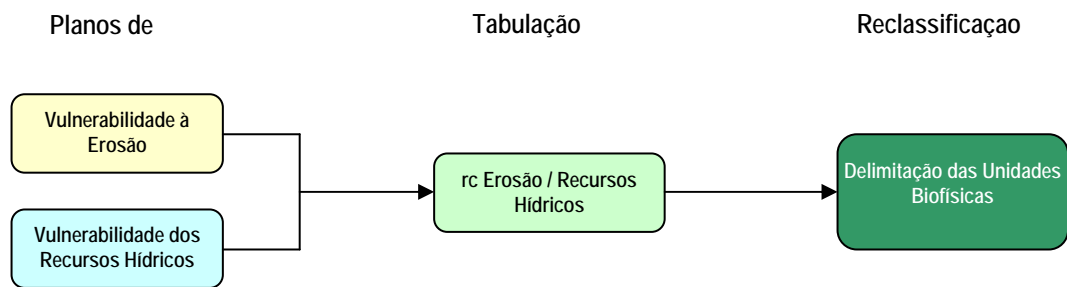 Planos de
Tabulação
Reclassificaçao
Vulnerabilidade à
Erosão
Vulnerabilidade dos
Recursos Hídricos
rc Erosão / Recursos
Hídricos
Delimitação das Unidades
Biofísicas